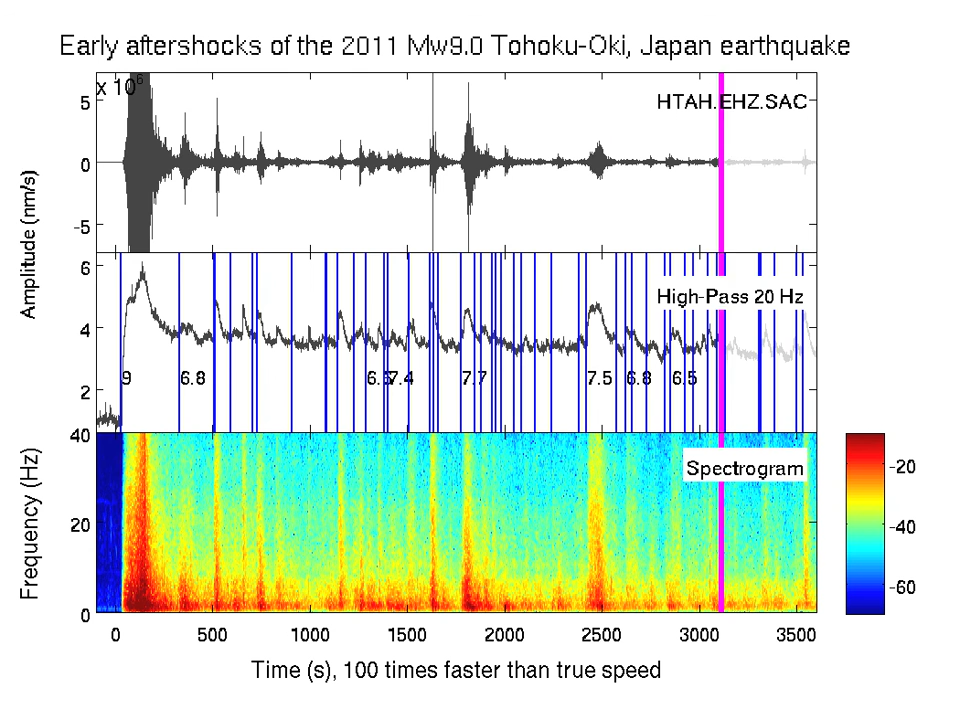 Early aftershocks of the 2011 Mw9.0 Tohoku-Oki, Japan earthquake
x 10^6
5
0
-5
HTAH.EHZ.SAC
Amplitude (nm/s)
6
4
2
High-Pass 20 Hz
9
6.8
7.4
7.7
7.5
6.8
6.5
Frequency (Hz)
40
20
0
Spectrogram
-20
-40
-60
0 500 1000 1500 2000 2500 3000 3500
Time (s), 100 times faster than true speed